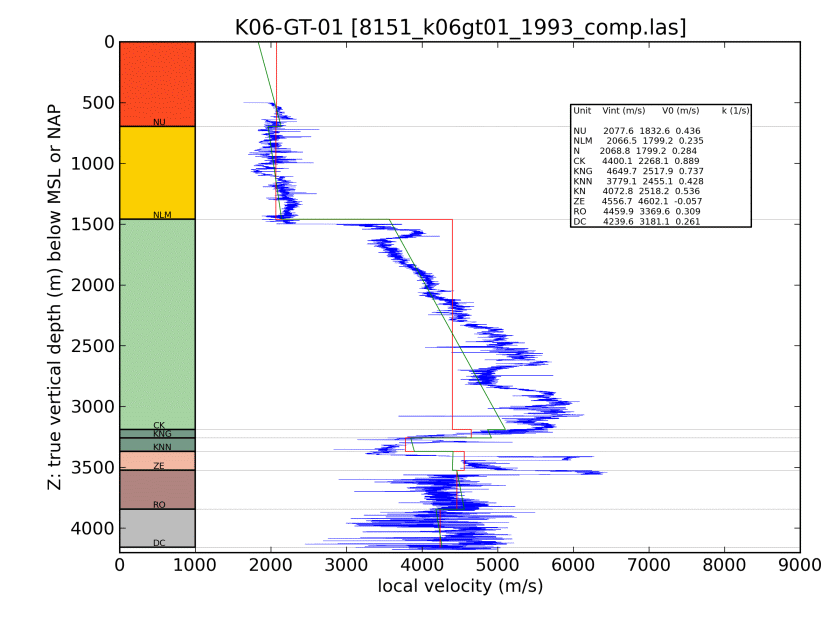 K06-GT-01 [8151_k06gt01_1993_comp.las]
Z: true vertical depth (m) below MSL or NAP
0
500
1000
1500
2000
2500
3000
3500
4000
NU
NLM
CK
KNG
KNN
ZE
RO
DC
Unit Vint (m/s) V0 (m/s) k (1/s)
NU 2077.6 1832.6 0.436
NLM 2066.5 1799.2 0.235
N 2068.8 1799.2 0.284
CK 4400.1 2268.1 0.889
KNG 4649.7 2517.9 0.737
KNN 3779.1 2455.1 0.428
KN 4072.8 2518.2 0.536
ZE 4556.7 4602.1 -0.057
RO 4459.9 3369.6 0.309
DC 4239.6 3181.1 0.261
0 1000 2000 3000 4000 5000 6000 7000 8000 9000
local velocity (m/s)